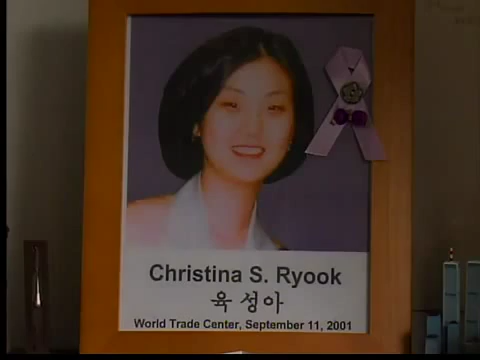 Christina S. Ryook
육 성아
World Trade Center, September 11, 2001